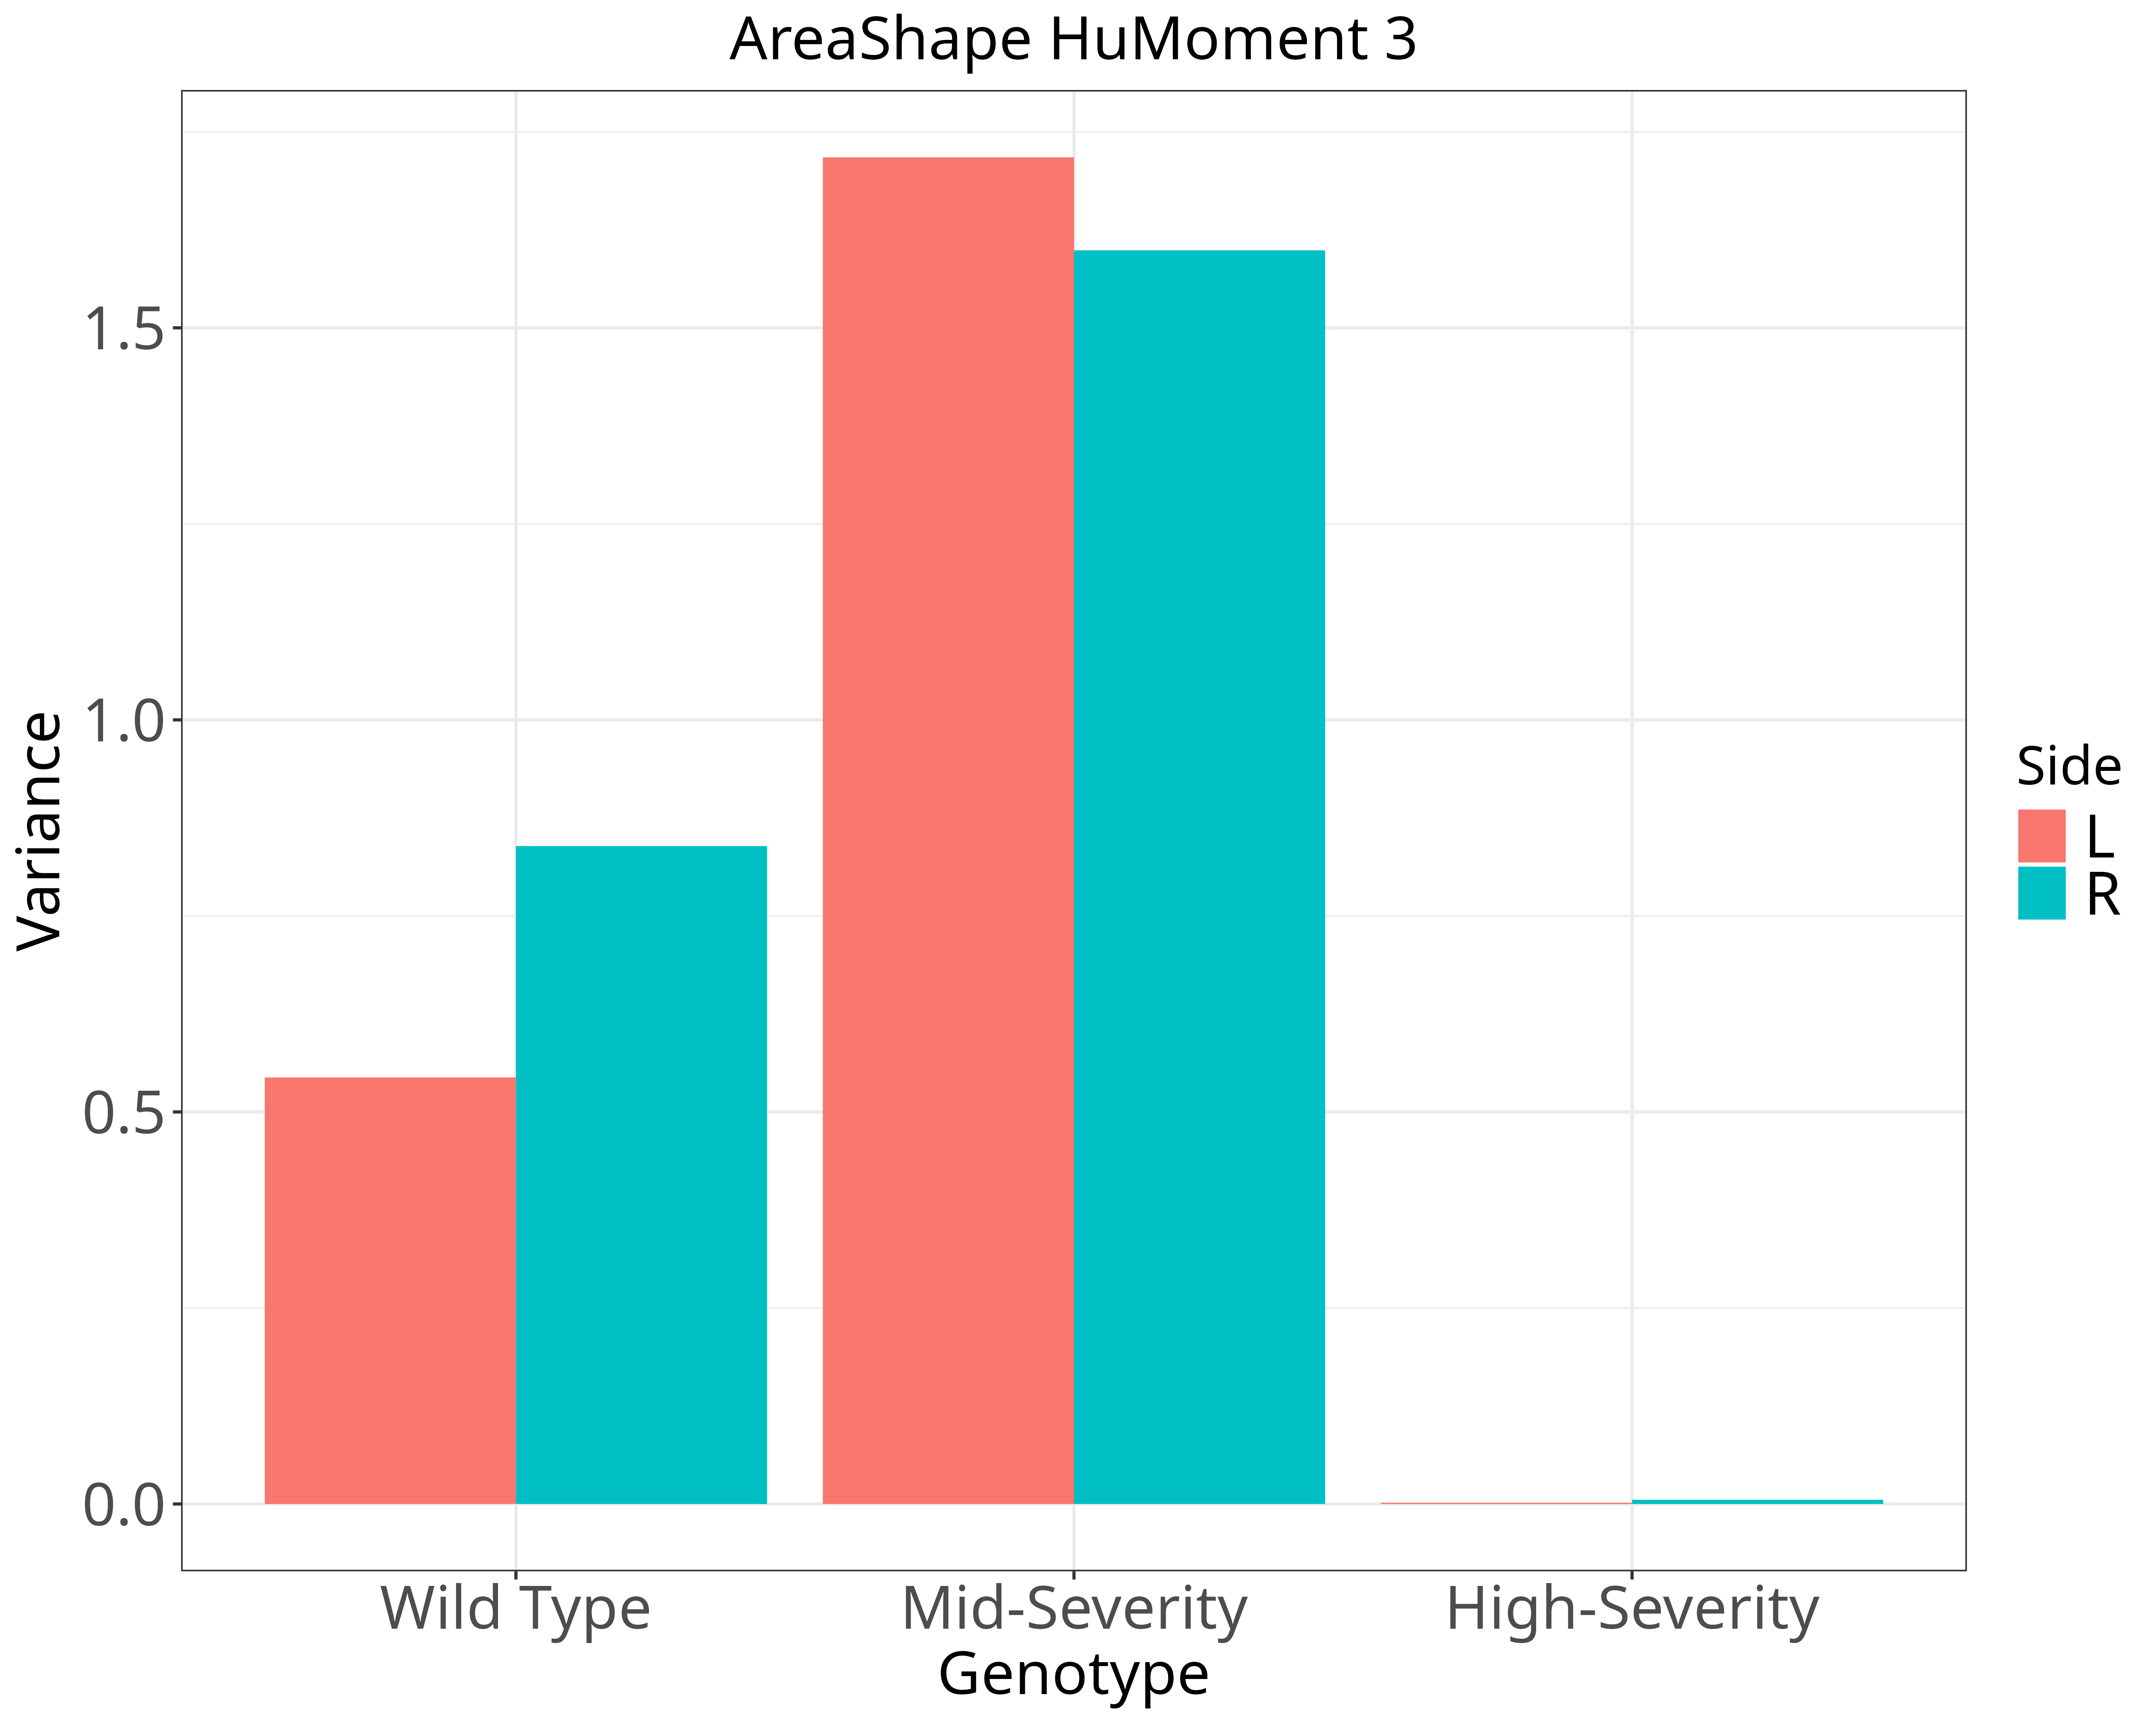 AreaShape HuMoment 3
Variance
1.5
1.0
0.5
0.0
Wild Type
Mid-Severity
High-Severity
Genotype
Side
L
R